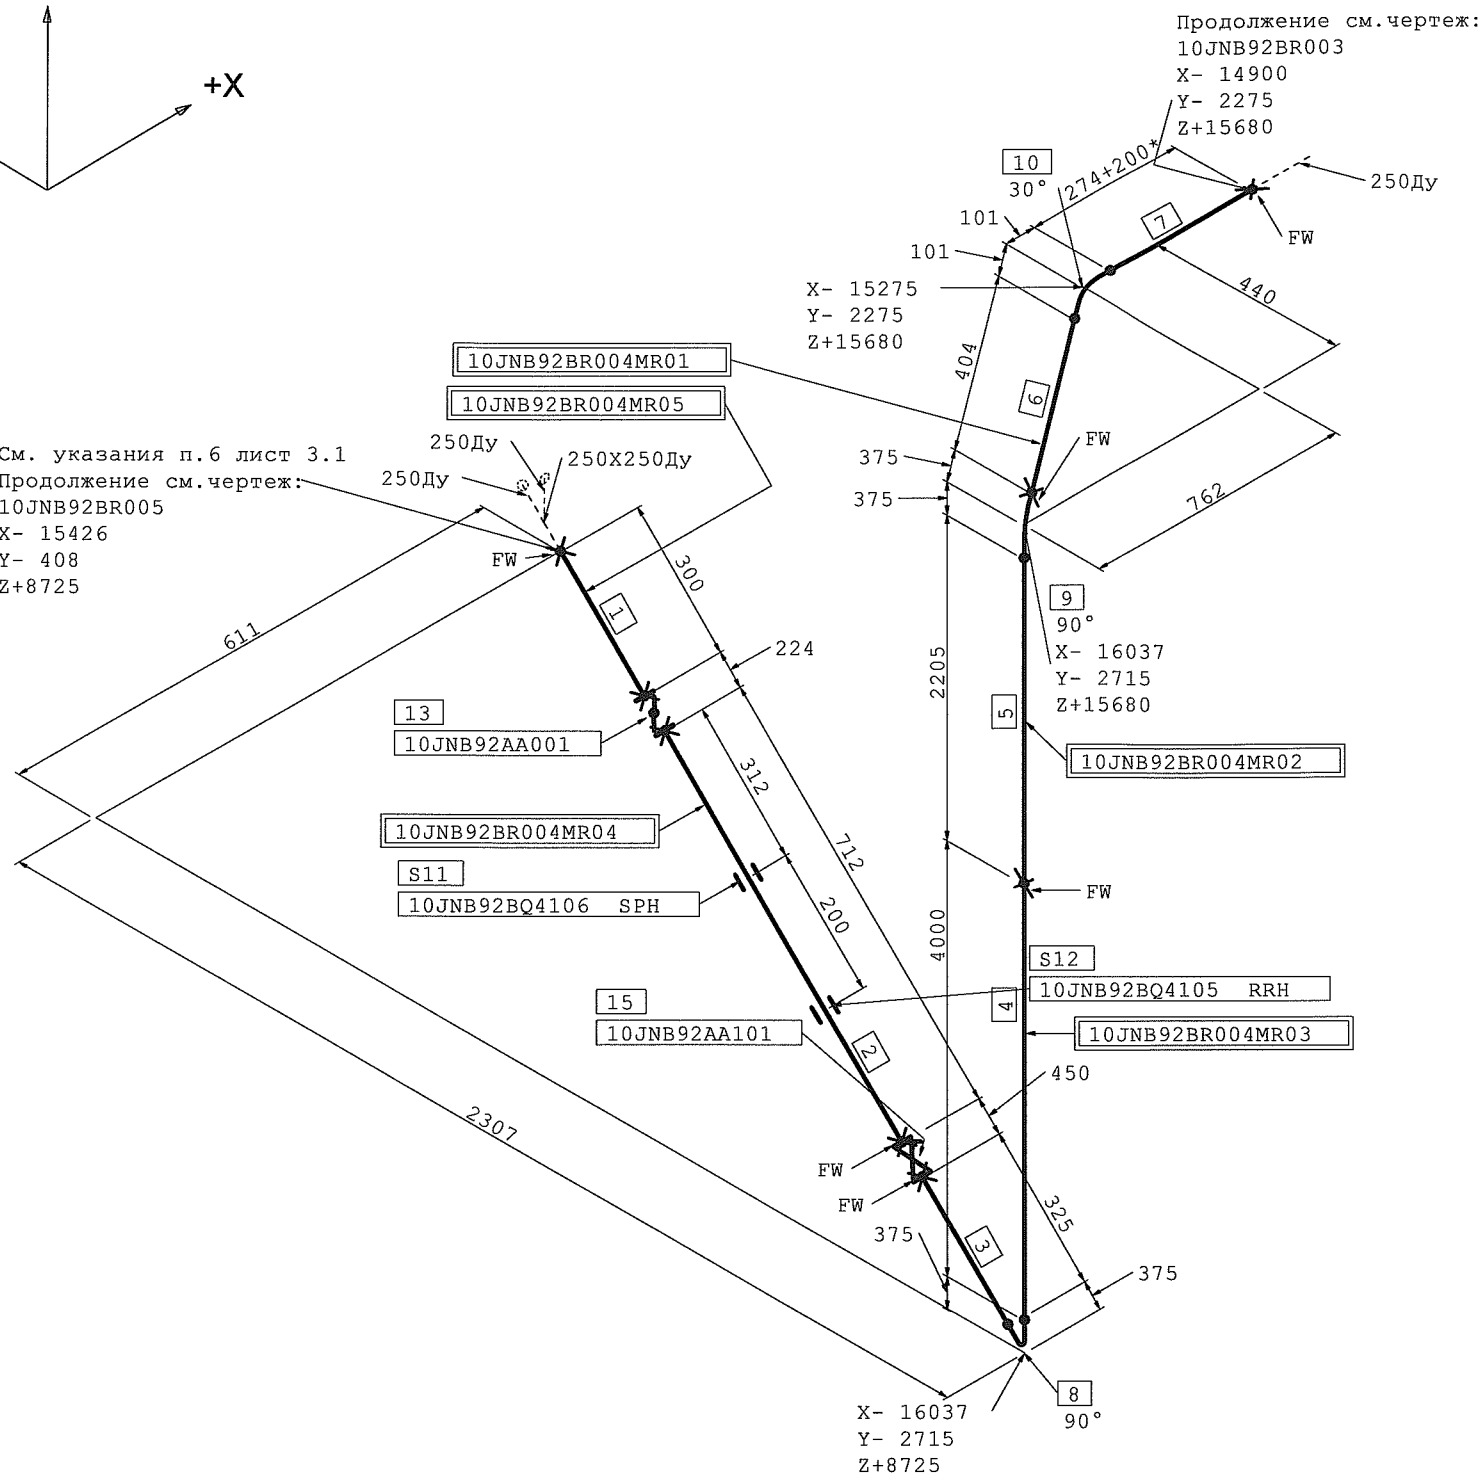 Продолжение см.чертеж:
10JNB92BR003
X- 14900
Y- 2275
Z+15680
+X
10
30°
274+200*
250Ду
101
7
FW
101
X- 15275
Y- 2275
Z+15680
440
10JNB92BR004MR01
404
6
10JNB92BR004MR05
См. указания п.6 лист 3.1
Продолжение см.чертеж:
10JNB92BR005
X- 15426
Y- 408
Z+8725
250Ду
250Ду
250X250Ду
FW
375
375
762
FW
300
1
9
90°
X- 16037
Y- 2715
Z+15680
611
224
2205
5
13
10JNB92AA001
10JNB92BR004MR02
312
10JNB92BR004MR04
712
S11
10JNB92BQ4106 SPH
FW
200
4000
S12
10JNB92BQ4105 RRH
15
10JNB92AA101
4
10JNB92BR004MR03
2
450
2307
FW
FW
325
375
3
375
8
90°
X- 16037
Y- 2715
Z+8725